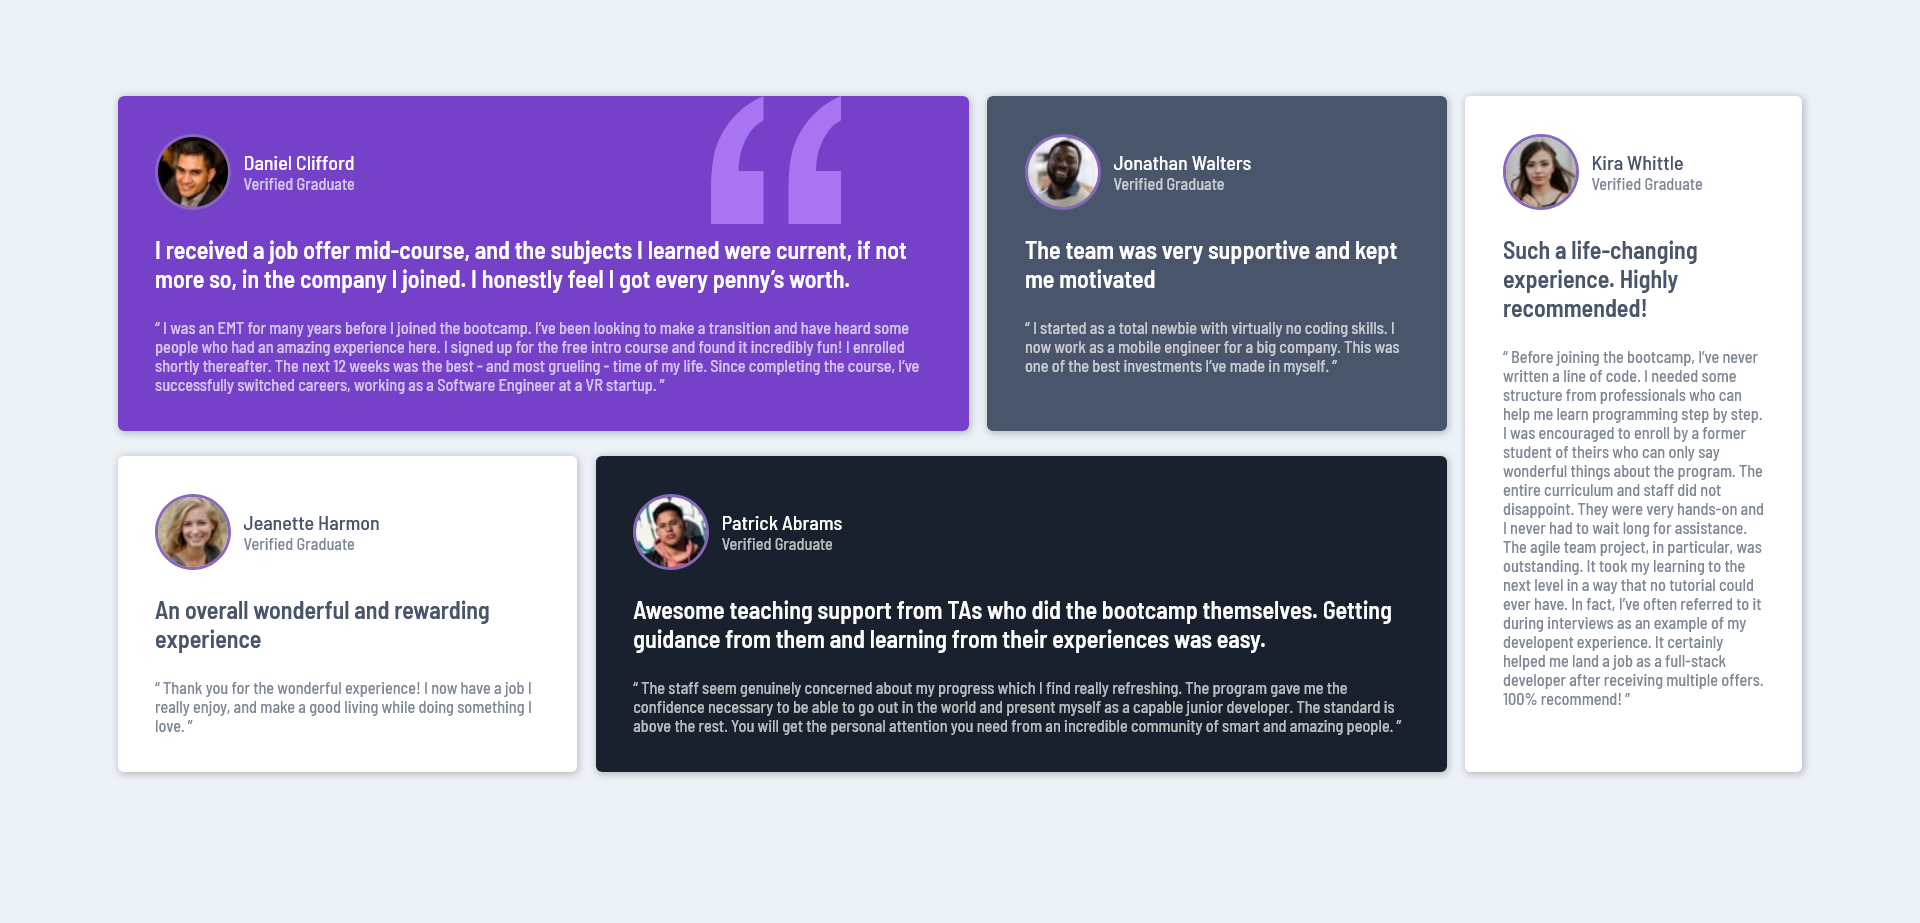 Daniel Clifford
Verified Graduate
I received a job offer mid-course, and the subjects I learned were current, if not
more so, in the company I joined. I honestly feel I got every penny’s worth.
“ I was an EMT for many years before I joined the bootcamp. I’ve been looking to make a transition and have heard some
people who had an amazing experience here. I signed up for the free intro course and found it incredibly fun! I enrolled
shortly thereafter. The next 12 weeks was the best - and most grueling - time of my life. Since completing the course, I’ve
successfully switched careers, working as a Software Engineer at a VR startup. ”
Jonathan Walters
Verified Graduate
The team was very supportive and kept
me motivated
“ I started as a total newbie with virtually no coding skills. I
now work as a mobile engineer for a big company. This was
one of the best investments I’ve made in myself. ”
Kira Whittle
Verified Graduate
Such a life-changing
experience. Highly
recommended!
“ Before joining the bootcamp, I’ve never
written a line of code. I needed some
structure from professionals who can
help me learn programming step by step.
I was encouraged to enroll by a former
student of theirs who can only say
wonderful things about the program. The
entire curriculum and staff did not
disappoint. They were very hands-on and
I never had to wait long for assistance.
The agile team project, in particular, was
outstanding. It took my learning to the
next level in a way that no tutorial could
ever have. In fact, I’ve often referred to it
during interviews as an example of my
developent experience. It certainly
helped me land a job as a full-stack
developer after receiving multiple offers.
100% recommend! ”
Jeanette Harmon
Verified Graduate
An overall wonderful and rewarding
experience
“ Thank you for the wonderful experience! I now have a job I
really enjoy, and make a good living while doing something I
love. ”
Patrick Abrams
Verified Graduate
Awesome teaching support from TAs who did the bootcamp themselves. Getting
guidance from them and learning from their experiences was easy.
“ The staff seem genuinely concerned about my progress which I find really refreshing. The program gave me the
confidence necessary to be able to go out in the world and present myself as a capable junior developer. The standard is
above the rest. You will get the personal attention you need from an incredible community of smart and amazing people. ”